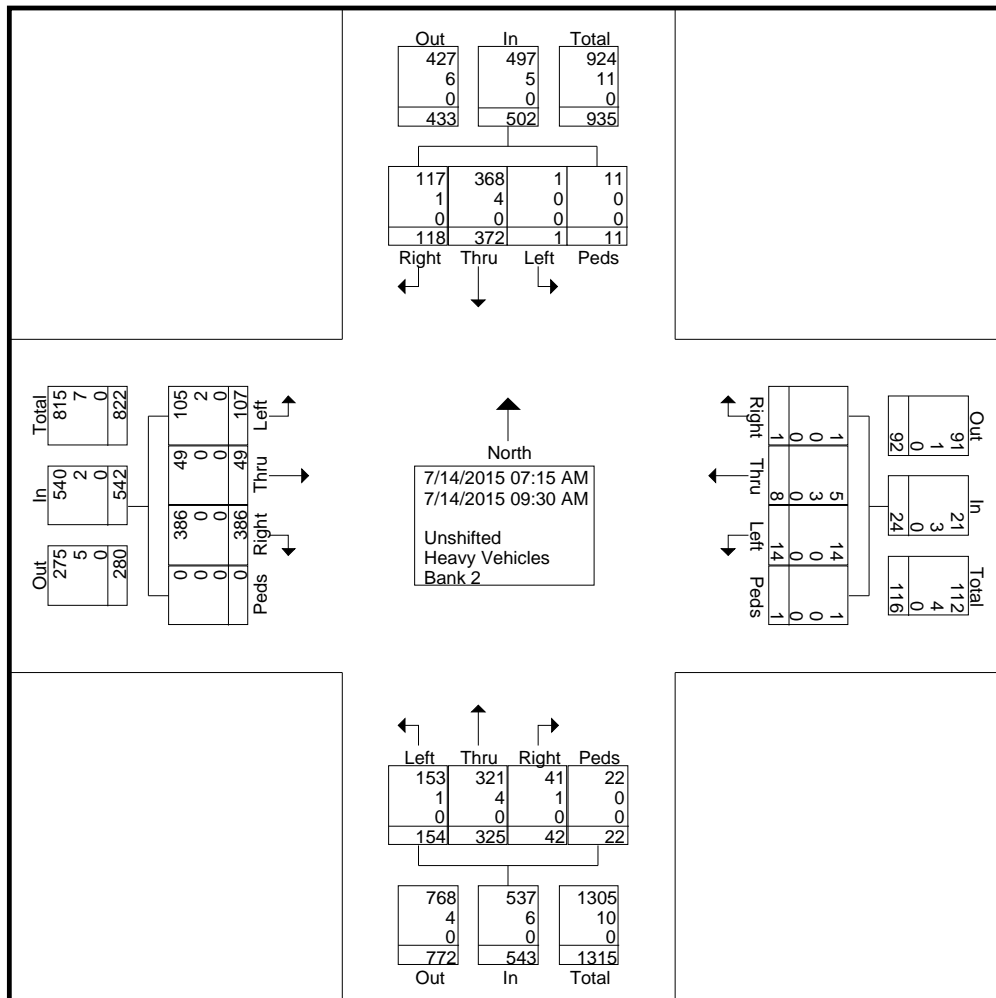 Out In Total
427 497 924
6 5 11
0 0 0
433 502 935
117 368 1 11
1 4 0 0
0 0 0 0
118 372 1 11
Right Thru Left Peds
Total
815 7 0 822
In
540 2 0 542
Out
275 5 0 280
105 2 0 107
Left
49 0 0 49
Thru
386 0 0 386
Right
0 0 0 0
Peds
North
7/14/2015 07:15 AM
7/14/2015 09:30 AM
Unshifted
Heavy Vehicles
Bank 2
Right
1 0 0 1
Thru
5 3 0 8
Left
14 0 0 14
Peds
1 0 0 1
Out
91 1 0 92
In
21 3 0 24
Total
112 4 0 116
Left Thru Right Peds
153 321 41 22
1 4 1 0
0 0 0 0
154 325 42 22
768 537 1305
4 6 10
0 0 0
772 543 1315
Out In Total